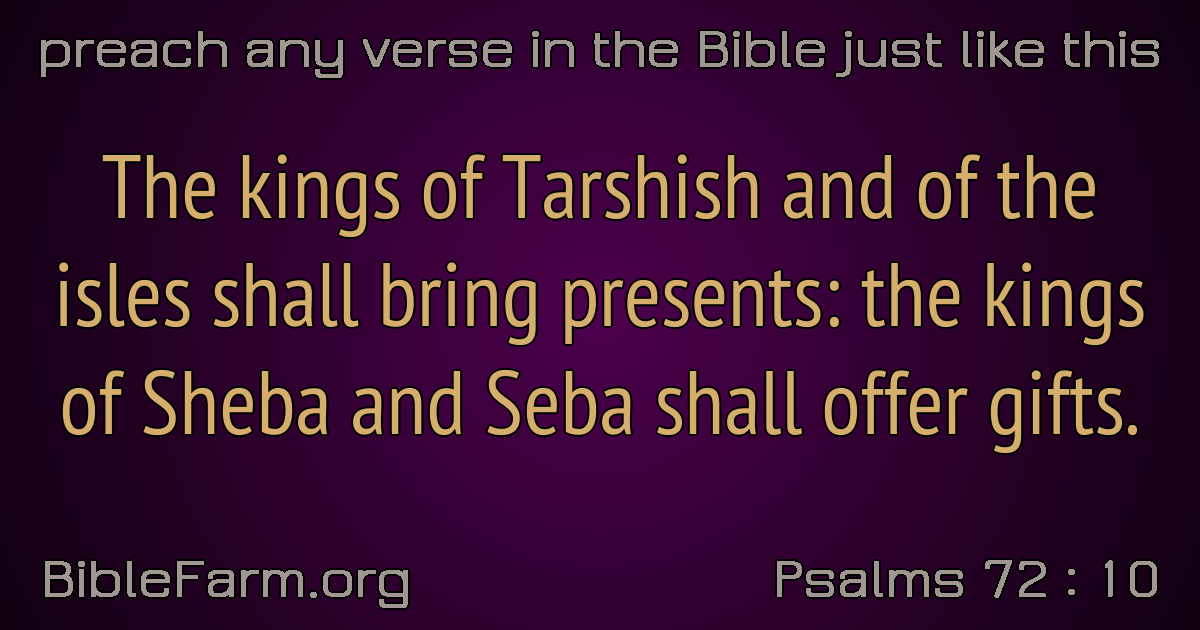 preach any verse in the Bible just like this
The kings of Tarshish and of the
isles shall bring presents: the kings
of Sheba and Seba shall offer gifts.
BibleFarm.org
Psalms 72 : 10